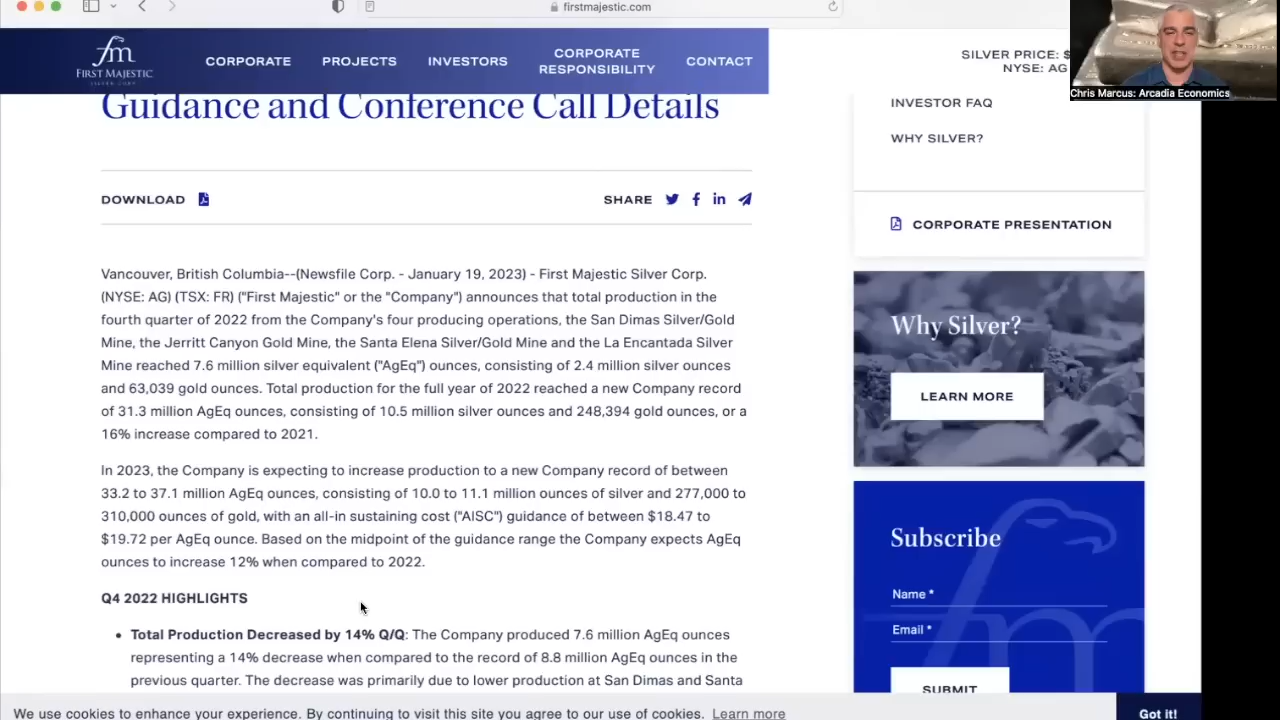 firstmajestic.com
fm
FIRST MAJESTIC
SILVER CORP.
CORPORATE
PROJECTS
INVESTORS
CORPORATE
RESPONSIBILITY
CONTACT
SILVER PRICE: $
NYSE: AG
Chris Marcus: Arcadia Economics
Guidance and Conference Call Details
DOWNLOAD
SHARE
Vancouver, British Columbia--(Newsfile Corp. - January 19, 2023) - First Majestic Silver Corp.
(NYSE: AG) (TSX: FR) ("First Majestic" or the "Company") announces that total production in the
fourth quarter of 2022 from the Company's four producing operations, the San Dimas Silver/Gold
Mine, the Jerritt Canyon Gold Mine, the Santa Elena Silver/Gold Mine and the La Encantada Silver
Mine reached 7.6 million silver equivalent ("AgEq") ounces, consisting of 2.4 million silver ounces
and 63,039 gold ounces. Total production for the full year of 2022 reached a new Company record
of 31.3 million AgEq ounces, consisting of 10.5 million silver ounces and 248,394 gold ounces, or a
16% increase compared to 2021.
In 2023, the Company is expecting to increase production to a new Company record of between
33.2 to 37.1 million AgEq ounces, consisting of 10.0 to 11.1 million ounces of silver and 277,000 to
310,000 ounces of gold, with an all-in sustaining cost ("AISC") guidance of between $18.47 to
$19.72 per AgEq ounce. Based on the midpoint of the guidance range the Company expects AgEq
ounces to increase 12% when compared to 2022.
Q4 2022 HIGHLIGHTS
• Total Production Decreased by 14% Q/Q: The Company produced 7.6 million AgEq ounces
representing a 14% decrease when compared to the record of 8.8 million AgEq ounces in the
previous quarter. The decrease was primarily due to lower production at San Dimas and Santa
INVESTOR FAQ
WHY SILVER?
CORPORATE PRESENTATION
Why Silver?
LEARN MORE
Subscribe
Name *
Email *
SUBMIT
We use cookies to enhance your experience. By continuing to visit this site you agree to our use of cookies. Learn more
Got it!